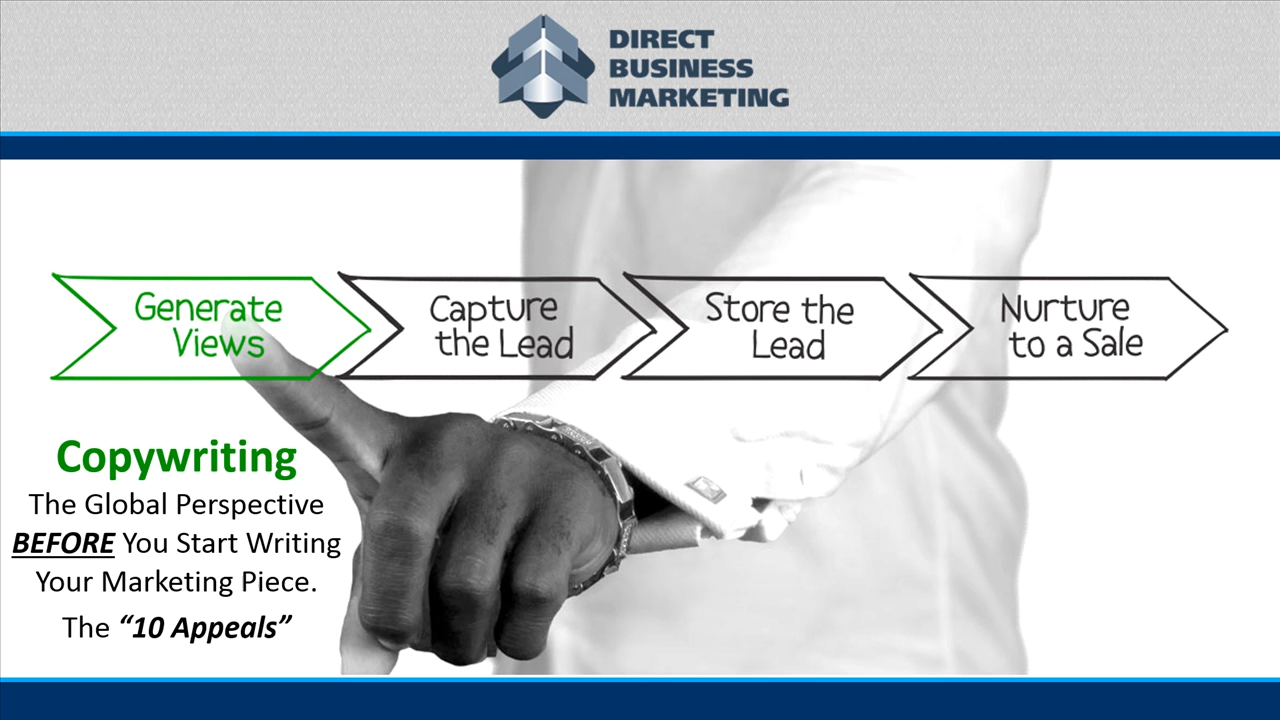 DIRECT
BUSINESS
MARKETING
Generate
Views
Capture
the Lead
Store the
Lead
Nurture
to a Sale
Copywriting
The Global Perspective
BEFORE You Start Writing
Your Marketing Piece.
The “10 Appeals”